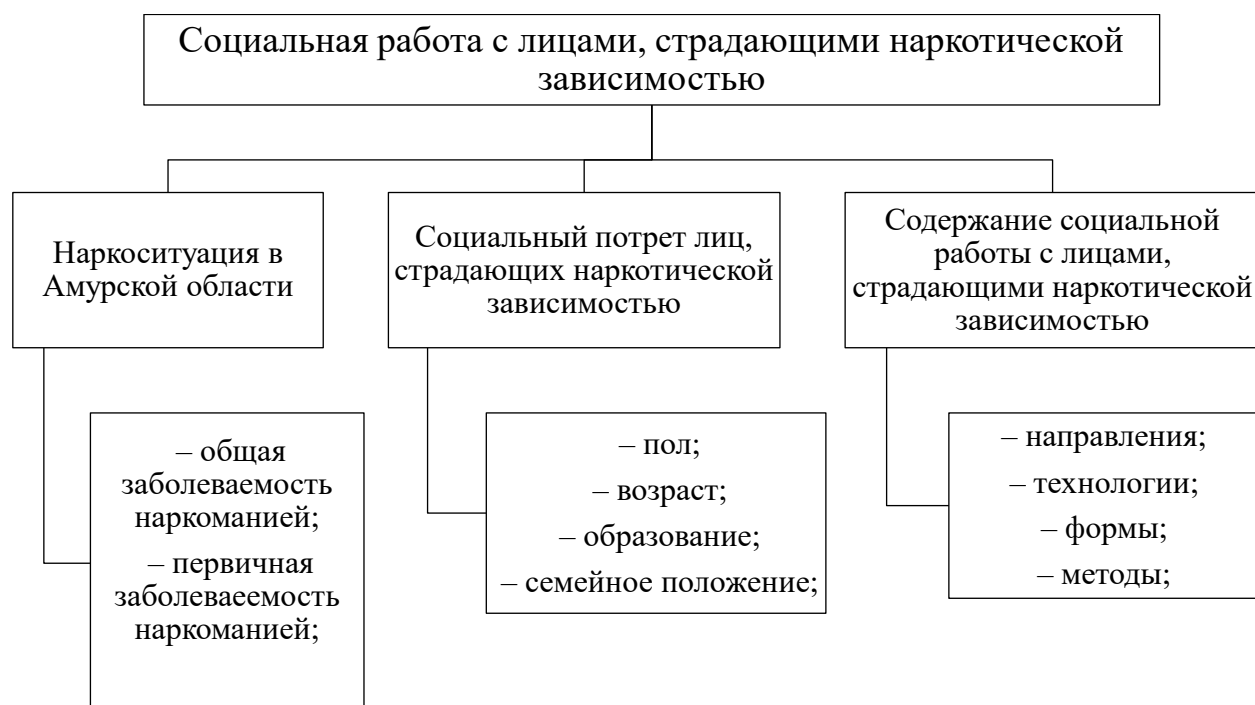 Социальная работа с лицами, страдающими наркотической
зависимостью
Наркоситуация в
Амурской области
Социальный потрет лиц,
страдающих наркотической
зависимостью
Содержание социальной
работы с лицами,
страдающими наркотической
зависимостью
– общая
заболеваемость
наркоманией;
– первичная
заболеваеемость
наркоманией;
– пол;
– возраст;
– образование;
– семейное положение;
– направления;
– технологии;
– формы;
– методы;